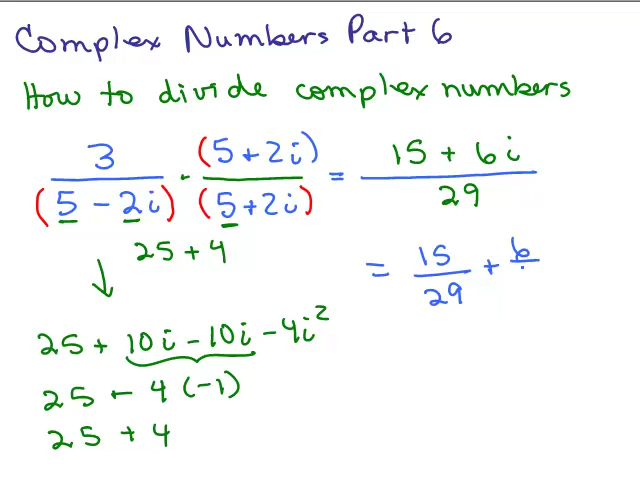 Complex Numbers Part 6
How to divide complex numbers
3/(5 - 2i) · (5 + 2i)/(5 + 2i) = (15 + 6i)/29
25 + 4
= 15/29 + 6/
25 + 10i - 10i - 4i²
25 - 4 (-1)
25 + 4